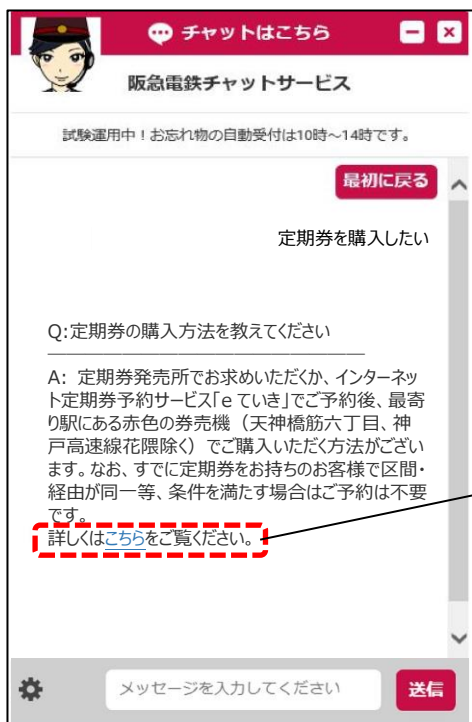 チャットはこちら
阪急電鉄チャットサービス
試験運用中！お忘れ物の自動受付は10時～14時です。
最初に戻る
定期券を購入したい
Q:定期券の購入方法を教えてください
A: 定期券発売所でお求めいただくか、インターネッ
ト定期券予約サービス｢e ていき｣でご予約後、最寄
り駅にある赤色の券売機（天神橋筋六丁目、神
戸高速線花隈除く）でご購入いただく方法がござい
ます。なお、すでに定期券をお持ちのお客様で区間・
経由が同一等、条件を満たす場合はご予約は不要
です。
詳しくはこちらをご覧ください。
メッセージを入力してください
送信